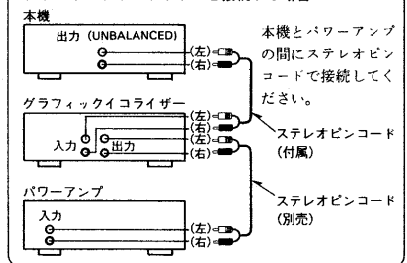 本機
出力 (UNBALANCED)
(左)
(右)
本機とパワーアンプ
の間にステレオピン
コードで接続してく
ださい。
グラフィックイコライザー
(左)
(右)
(左)
(右)
入力
出力
ステレオピンコード
(付属)
パワーアンプ
入力
(左)
(右)
ステレオピンコード
(別売)